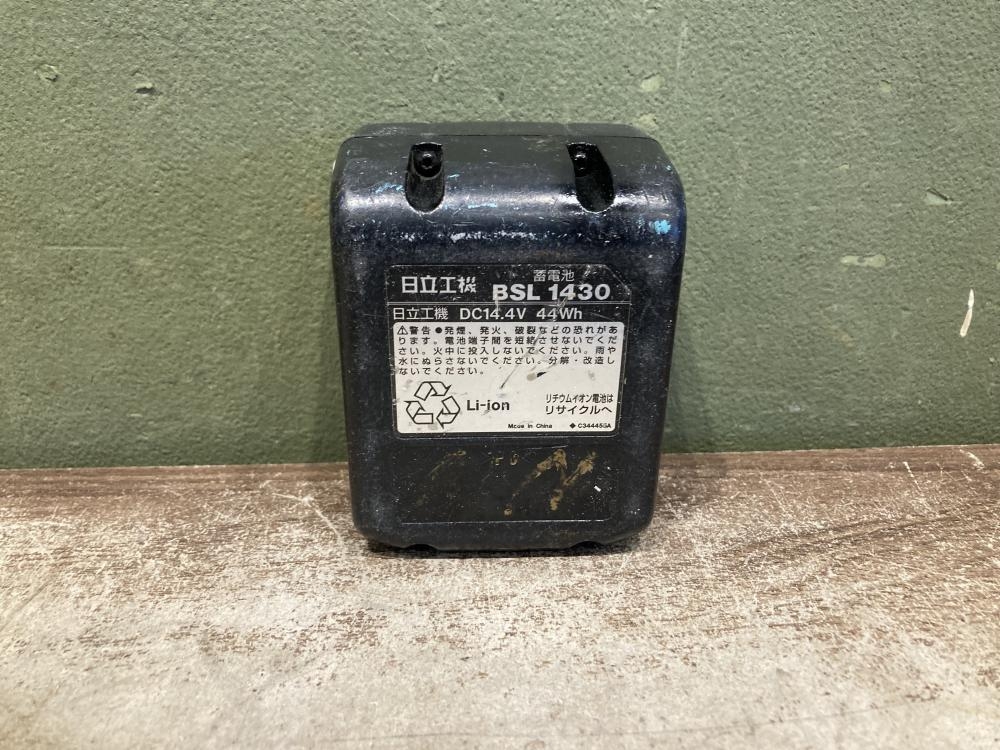 蓄電池
日立工機 BSL 1430
日立工機 DC14.4V 44Wh
⚠警告 ●発煙、発火、破裂などの恐れがあ
ります。電池端子間を短絡させないでくだ
さい。火中に投入しないでください。雨や
水にぬらさないでください。分解・改造し
ないでください。
Li-ion
リチウムイオン電池は
リサイクルへ
Made in China ◆C344455A